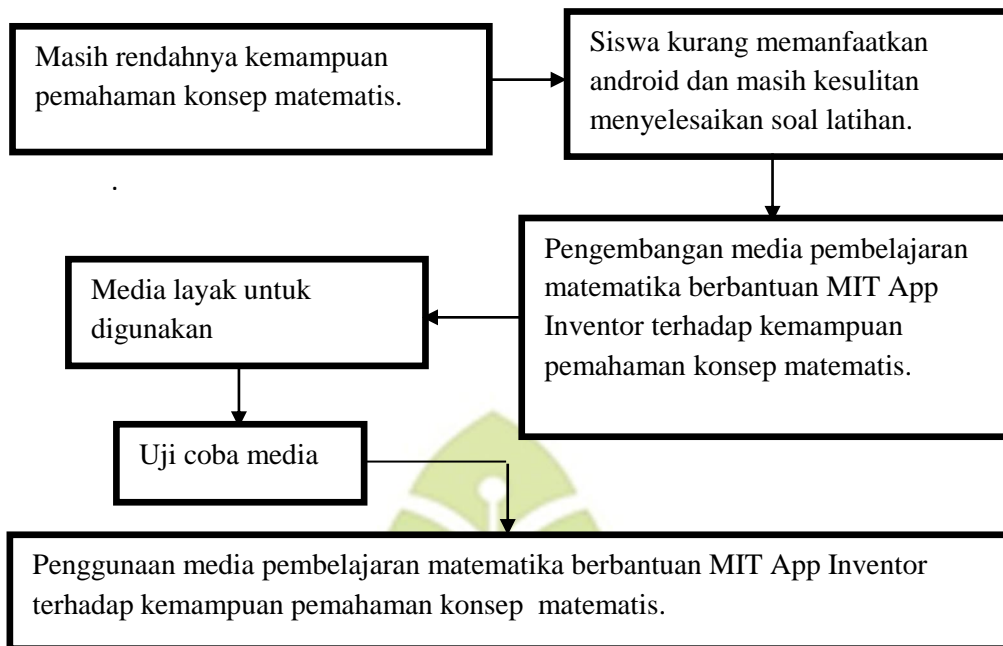 Masih rendahnya kemampuan
pemahaman konsep matematis.
Siswa kurang memanfaatkan
android dan masih kesulitan
menyelesaikan soal latihan.
.
Pengembangan media pembelajaran
matematika berbantuan MIT App
Inventor terhadap kemampuan
pemahaman konsep matematis.
Media layak untuk
digunakan
Uji coba media
Penggunaan media pembelajaran matematika berbantuan MIT App Inventor
terhadap kemampuan pemahaman konsep matematis.